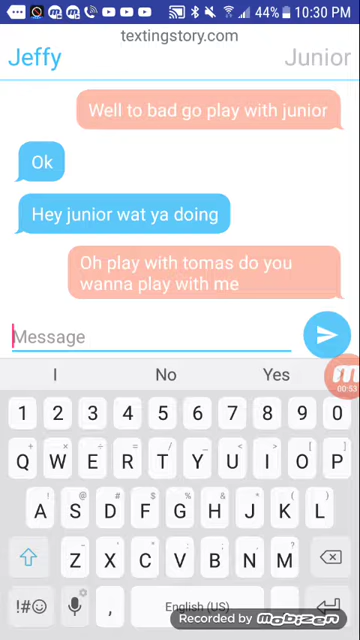 44% 10:30 PM
textingstory.com
Jeffy Junior
Well to bad go play with junior
Ok
Hey junior wat ya doing
Oh play with tomas do you
wanna play with me
Message
I No Yes
00:53
1 2 3 4 5 6 7 8 9 0
+ × ÷ = / _ < > [ ]
Q W E R T Y U I O P
! @ # $ % & * ( )
A S D F G H J K L
- ' " : ; ?
Z X C V B N M
!#☺ , English (US)
Recorded by Mobizen